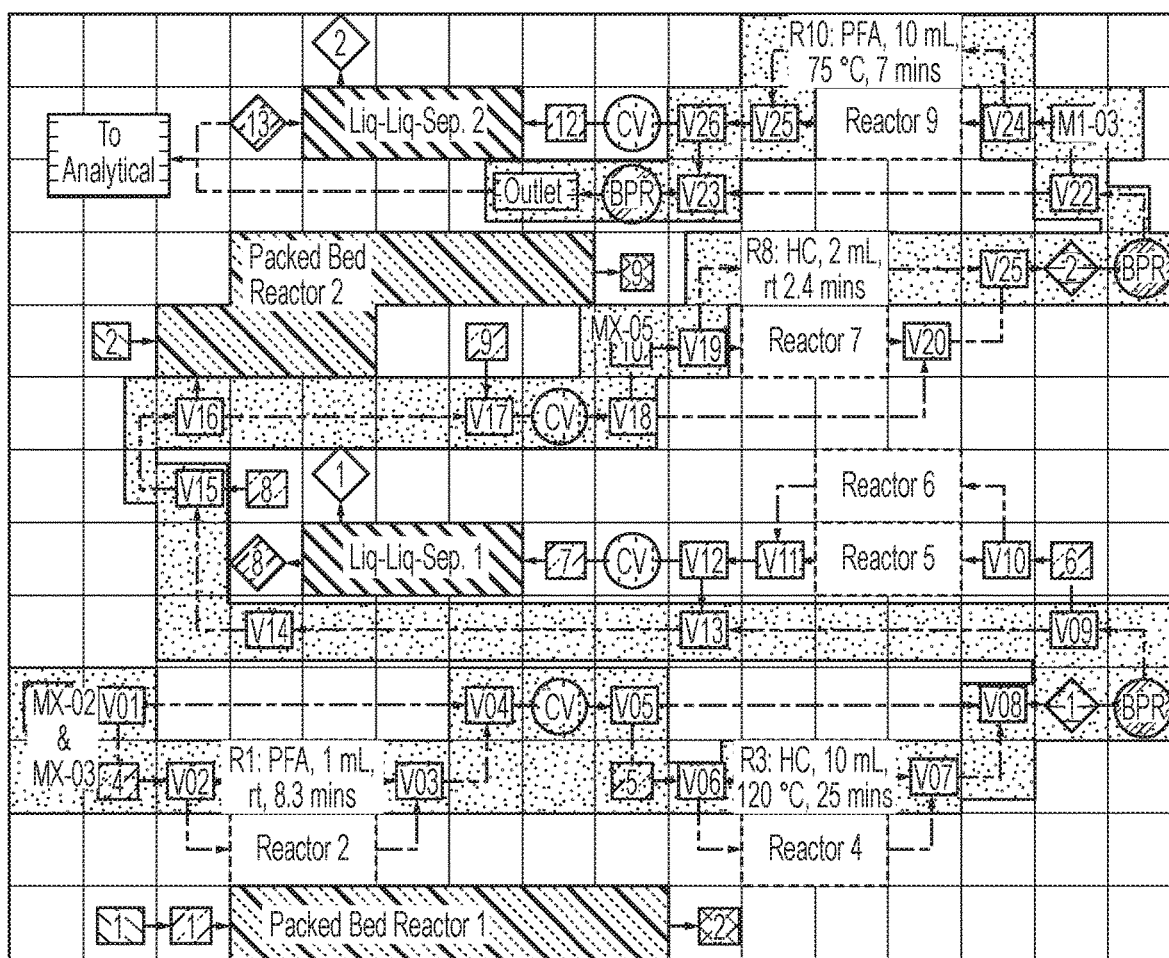 2
R10: PFA, 10 mL,
75 °C, 7 mins
To
Analytical
13
Liq-Liq-Sep. 2
12
CV
V26
V25
Reactor 9
V24
M1-03
Outlet
BPR
V23
V22
Packed Bed
Reactor 2
9
R8: HC, 2 mL,
rt 2.4 mins
V25
2
BPR
2
9
MX-05
10
V19
Reactor 7
V20
V16
V17
CV
V18
V15
8
1
Reactor 6
8
Liq-Liq-Sep. 1
7
CV
V12
V11
Reactor 5
V10
6
V14
V13
V09
MX-02
&
MX-03
V01
V04
CV
V05
V08
1
BPR
4
V02
R1: PFA, 1 mL,
rt, 8.3 mins
V03
5
V06
R3: HC, 10 mL,
120 °C, 25 mins
V07
Reactor 2
Reactor 4
1
1
Packed Bed Reactor 1
2